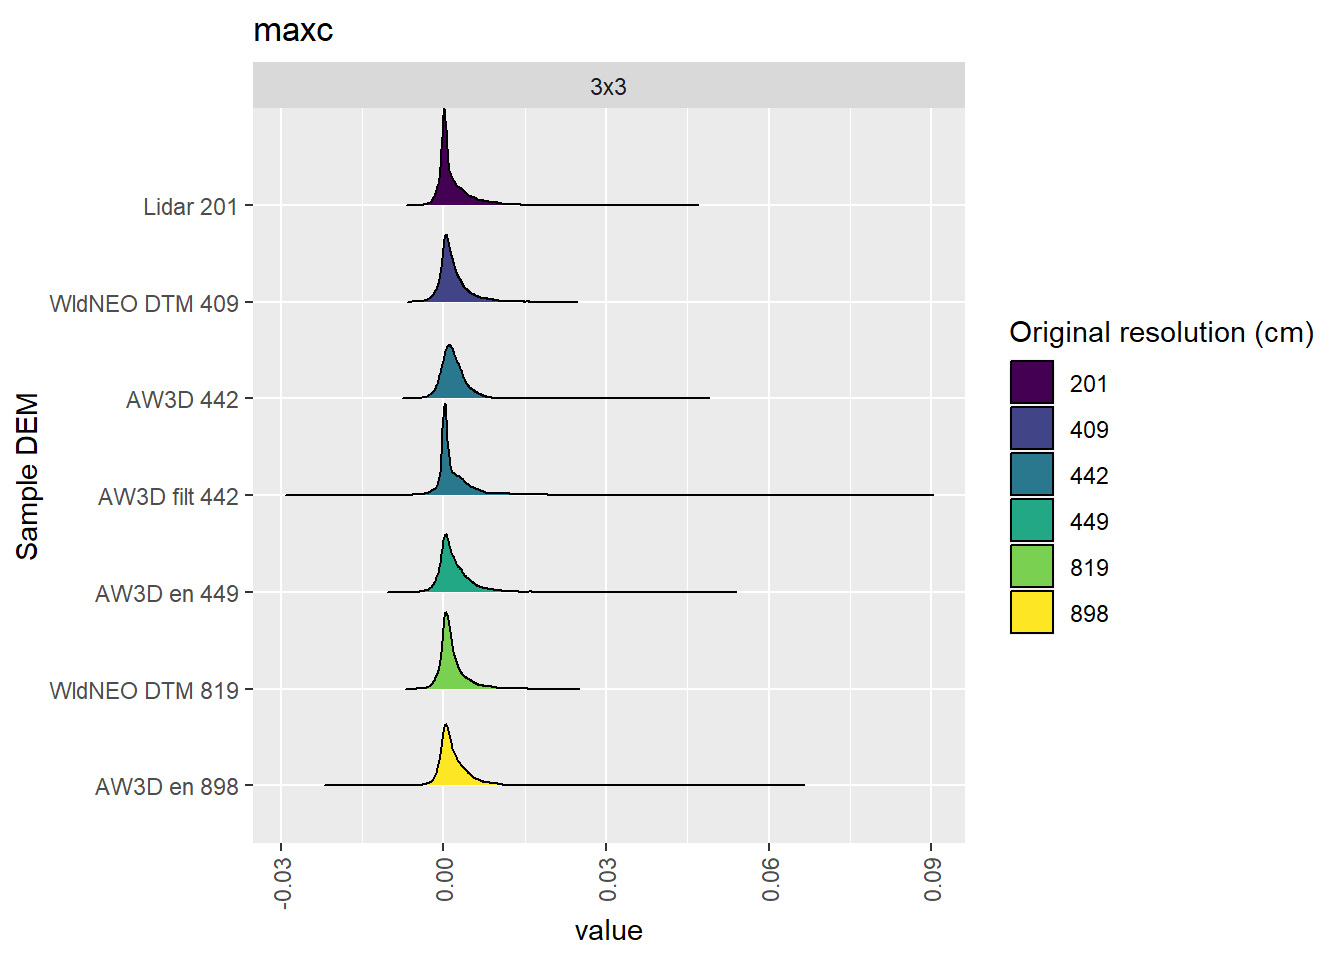 maxc
3x3
Sample DEM
Lidar 201
WldNEO DTM 409
AW3D 442
AW3D filt 442
AW3D en 449
WldNEO DTM 819
AW3D en 898
-0.03
0.00
0.03
0.06
0.09
value
Original resolution (cm)
201
409
442
449
819
898